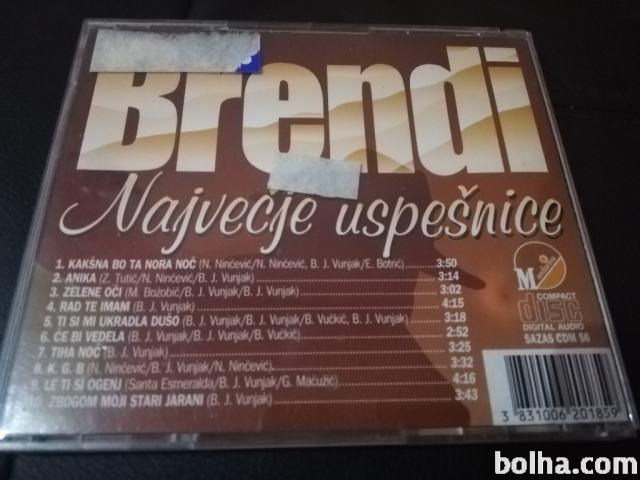 Brendi
Največje uspešnice
1. KAKŠNA BO TA NORA NOČ (N. Ninčević/N. Ninčević, B. J. Vunjak/E. Botrić) 3:50
2. ANIKA (Z. Tutić/N. Ninčević/B. J. Vunjak) 3:14
3. ZELENE OČI (M. Božobić/B. J. Vunjak/B. J. Vunjak) 3:02
4. RAD TE IMAM (B. J. Vunjak) 4:15
5. TI SI MI UKRADLA DUŠO (B. J. Vunjak/B. J. Vunjak/B. Vučkić, B. J. Vunjak) 3:18
6. ČE BI VEDELA (B. J. Vunjak/B. J. Vunjak/B. Vučkić) 2:52
7. TIHA NOČ (B. J. Vunjak) 3:25
8. K. G. B (N. Ninčević/B. J. Vunjak/N. Ninčević) 3:32
9. LE TI SI OGENJ (Santa Esmeralda/B. J. Vunjak/G. Mačužić) 4:16
10. ZBOGOM MOJI STARI JARANI (B. J. Vunjak) 3:43
M
COMPACT
disc
DIGITAL AUDIO
SAZAS CDM 56
3 831006 201859
bolha.com